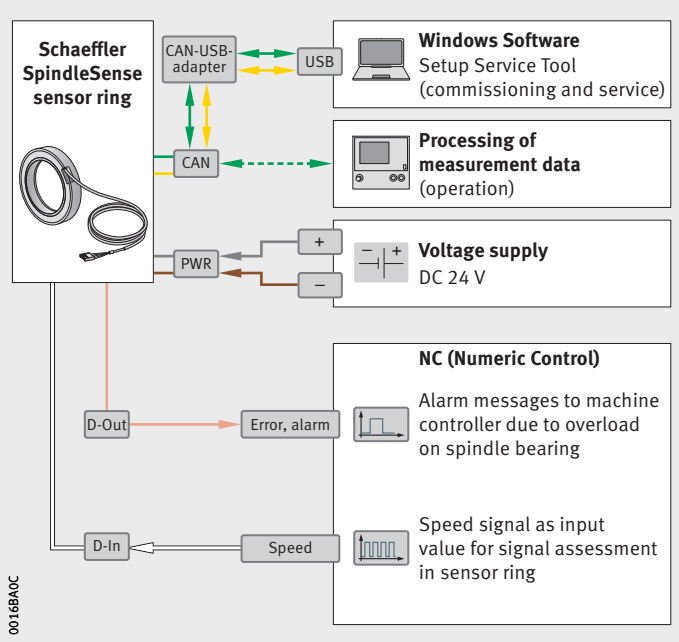 Schaeffler
SpindleSense
sensor ring
CAN-USB-
adapter
USB
Windows Software
Setup Service Tool
(commissioning and service)
CAN
Processing of
measurement data
(operation)
PWR
+
−
− +
Voltage supply
DC 24 V
NC (Numeric Control)
D-Out
Error, alarm
Alarm messages to machine
controller due to overload
on spindle bearing
D-In
Speed
Speed signal as input
value for signal assessment
in sensor ring
0016BA0C